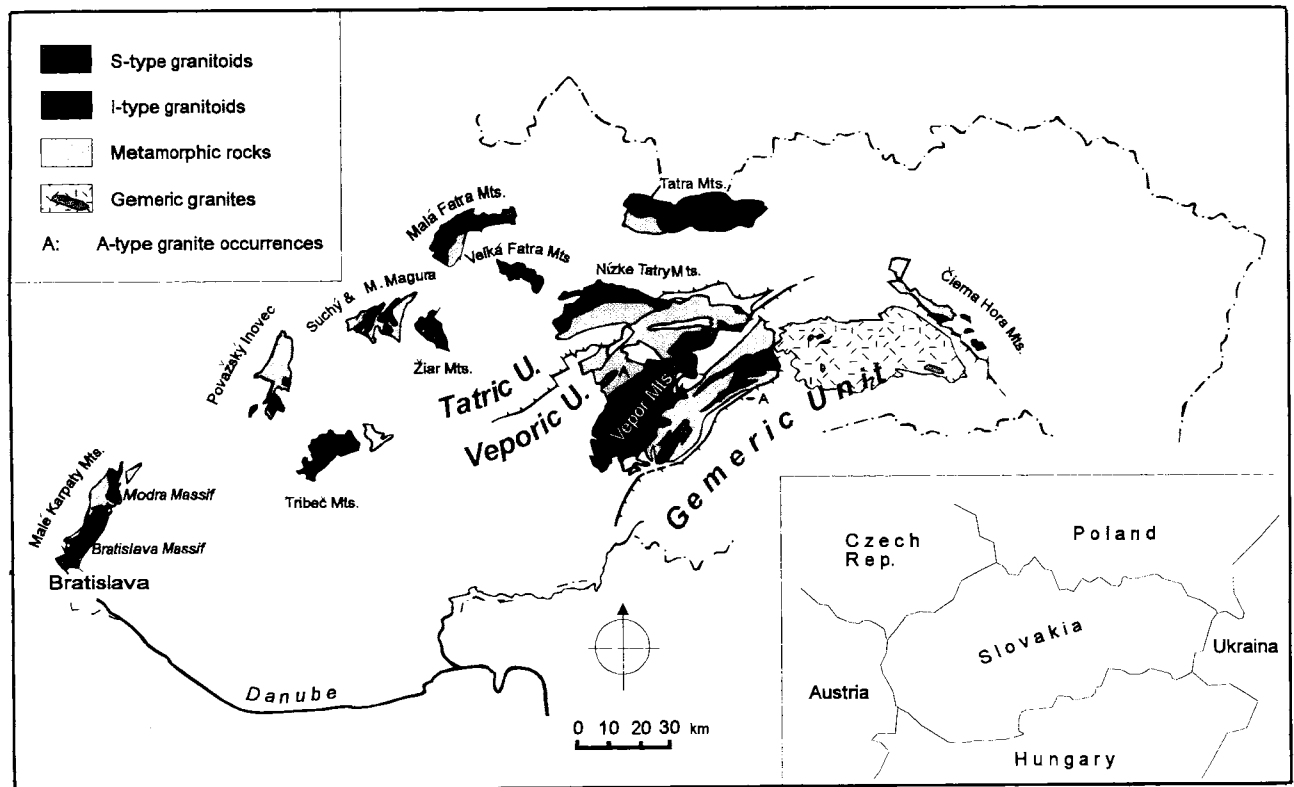 S-type granitoids
I-type granitoids
Metamorphic rocks
Gemeric granites
A: A-type granite occurrences
Tatra Mts.
Malá Fatra Mts.
Veľká Fatra Mts
Nízke Tatry Mts.
Suchý & M. Magura
Čierna Hora Mts.
Považský Inovec
Žiar Mts.
Tatric U.
Veporic U.
A
Vepor Mts.
A
Gemeric Unit
Tribeč Mts.
Malé Karpaty Mts.
Modra Massif
Bratislava Massif
Bratislava
Danube
0 10 20 30 km
Czech
Rep.
Poland
Slovakia
Ukraina
Austria
Hungary